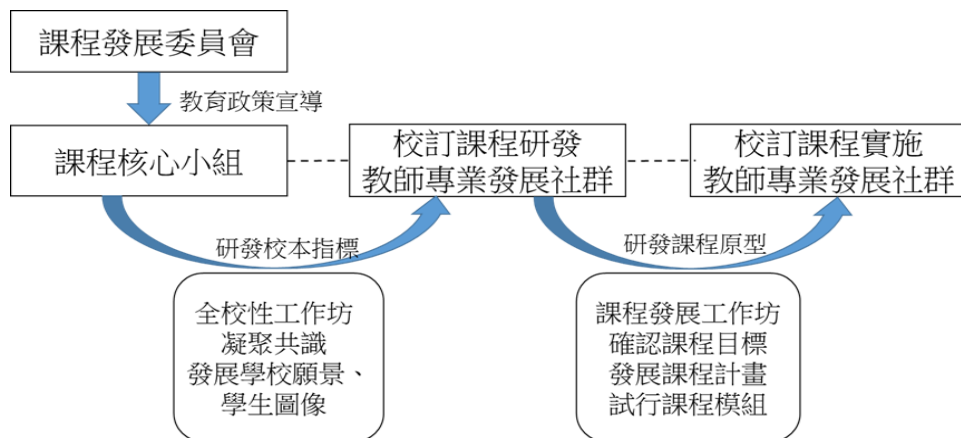 課程發展委員會
教育政策宣導
課程核心小組
校訂課程研發
教師專業發展社群
校訂課程實施
教師專業發展社群
研發校本指標
研發課程原型
全校性工作坊
凝聚共識
發展學校願景、
學生圖像
課程發展工作坊
確認課程目標
發展課程計畫
試行課程模組